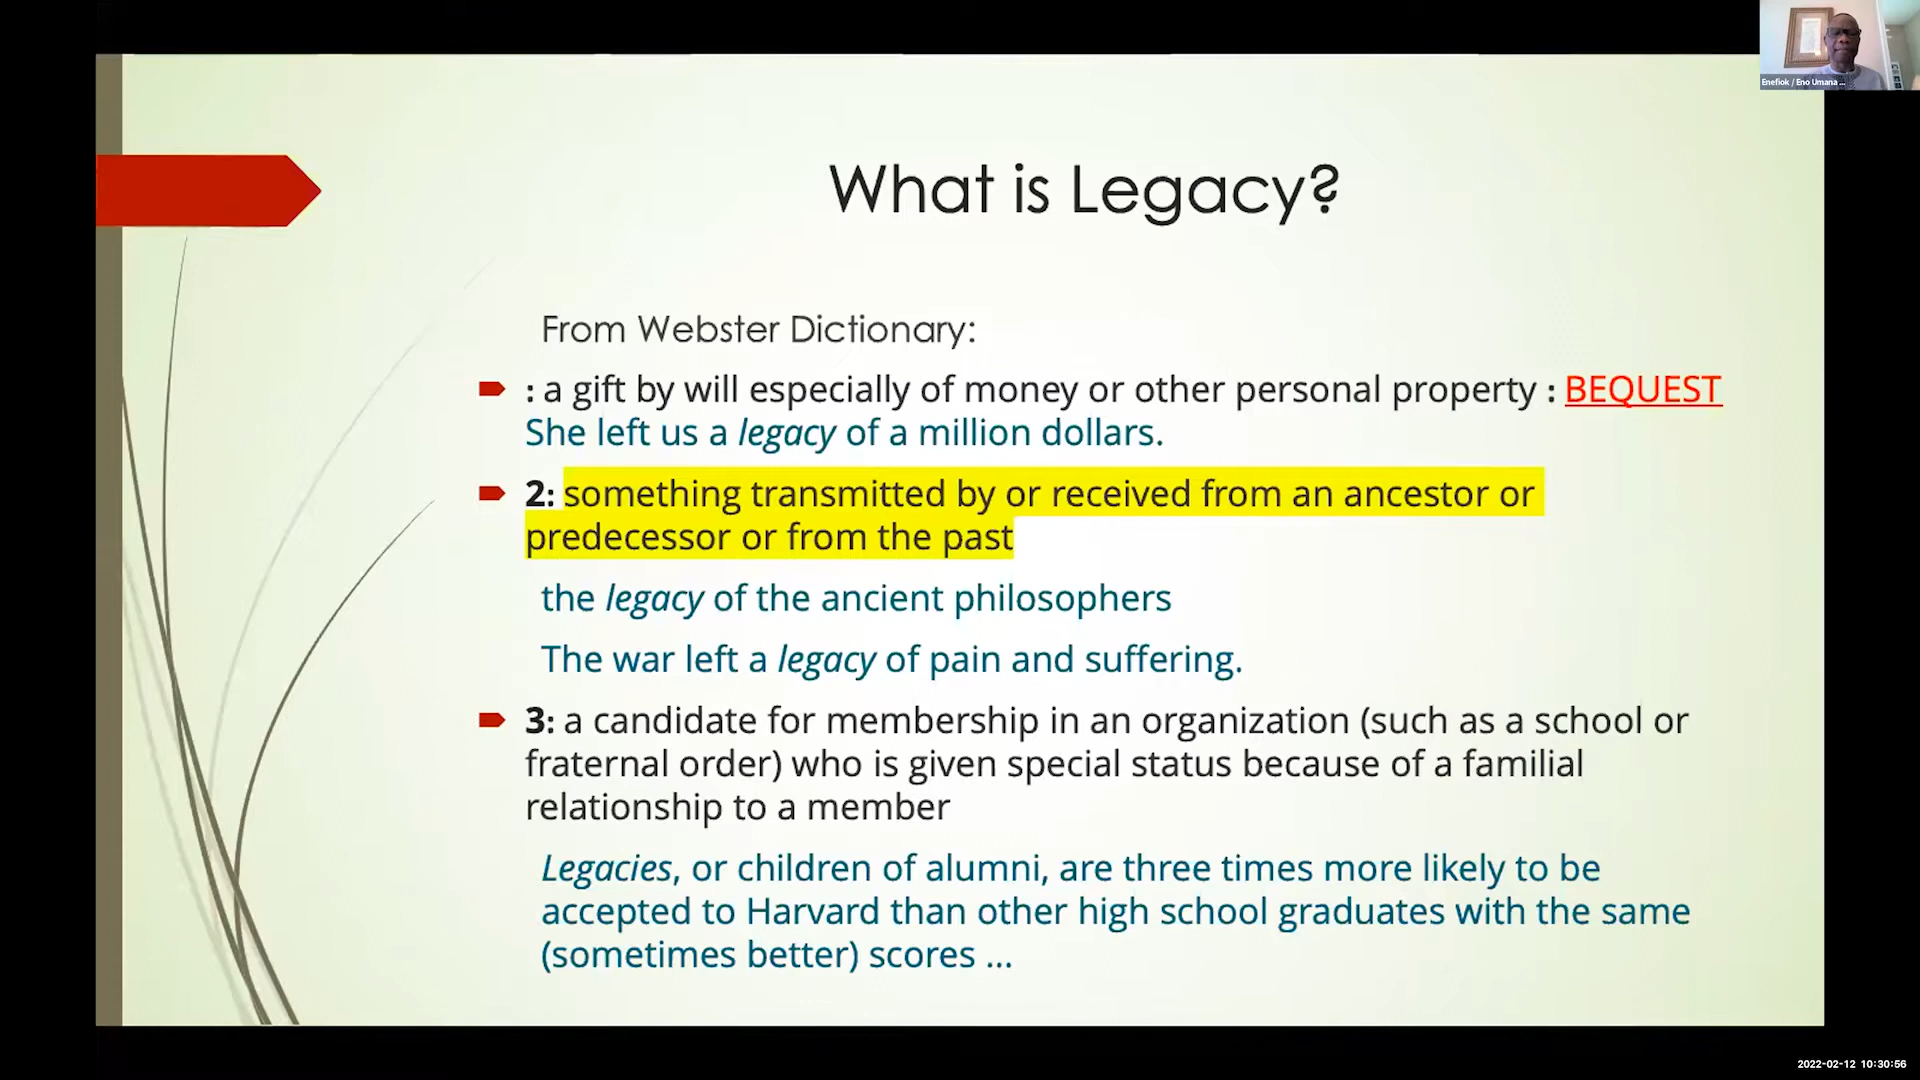 Enefiok / Eno Umana ...
What is Legacy?
From Webster Dictionary:
: a gift by will especially of money or other personal property : BEQUEST
She left us a legacy of a million dollars.
2: something transmitted by or received from an ancestor or
predecessor or from the past
the legacy of the ancient philosophers
The war left a legacy of pain and suffering.
3: a candidate for membership in an organization (such as a school or
fraternal order) who is given special status because of a familial
relationship to a member
Legacies, or children of alumni, are three times more likely to be
accepted to Harvard than other high school graduates with the same
(sometimes better) scores ...
2022-02-12 10:30:56